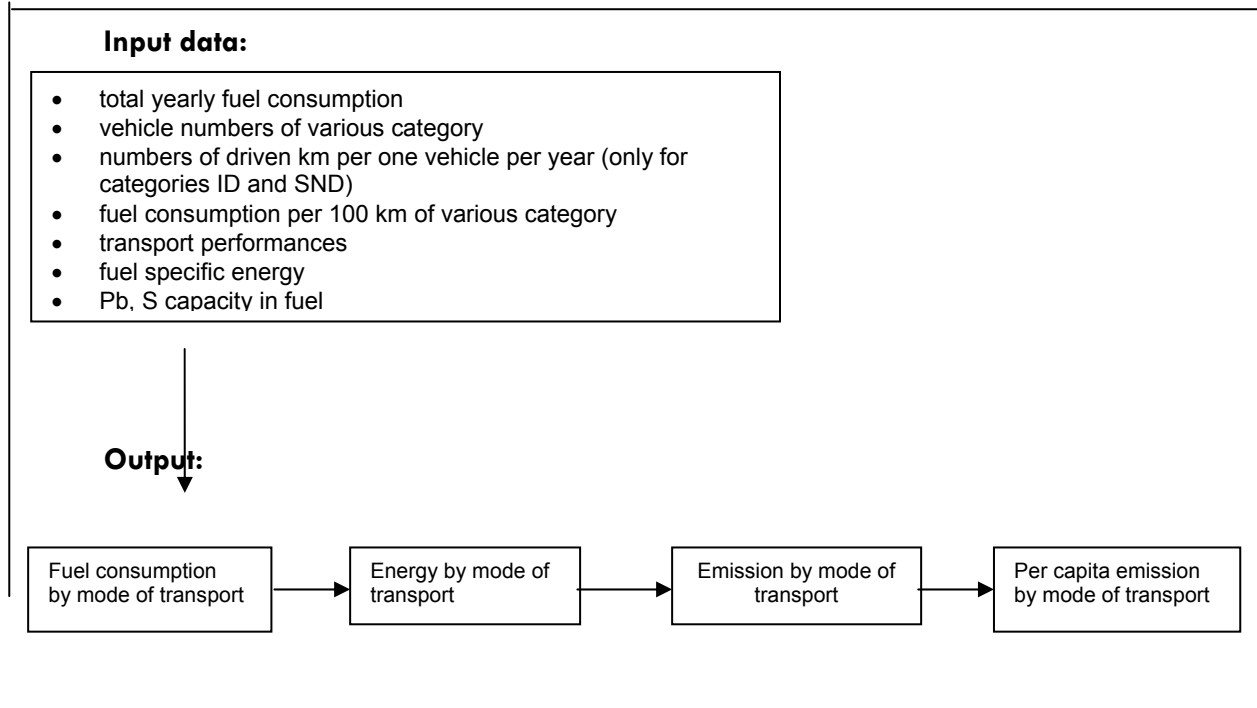 Input data:
• total yearly fuel consumption
• vehicle numbers of various category
• numbers of driven km per one vehicle per year (only for
categories ID and SND)
• fuel consumption per 100 km of various category
• transport performances
• fuel specific energy
• Pb, S capacity in fuel
Output:
Fuel consumption
by mode of transport
Energy by mode of
transport
Emission by mode of
transport
Per capita emission
by mode of transport